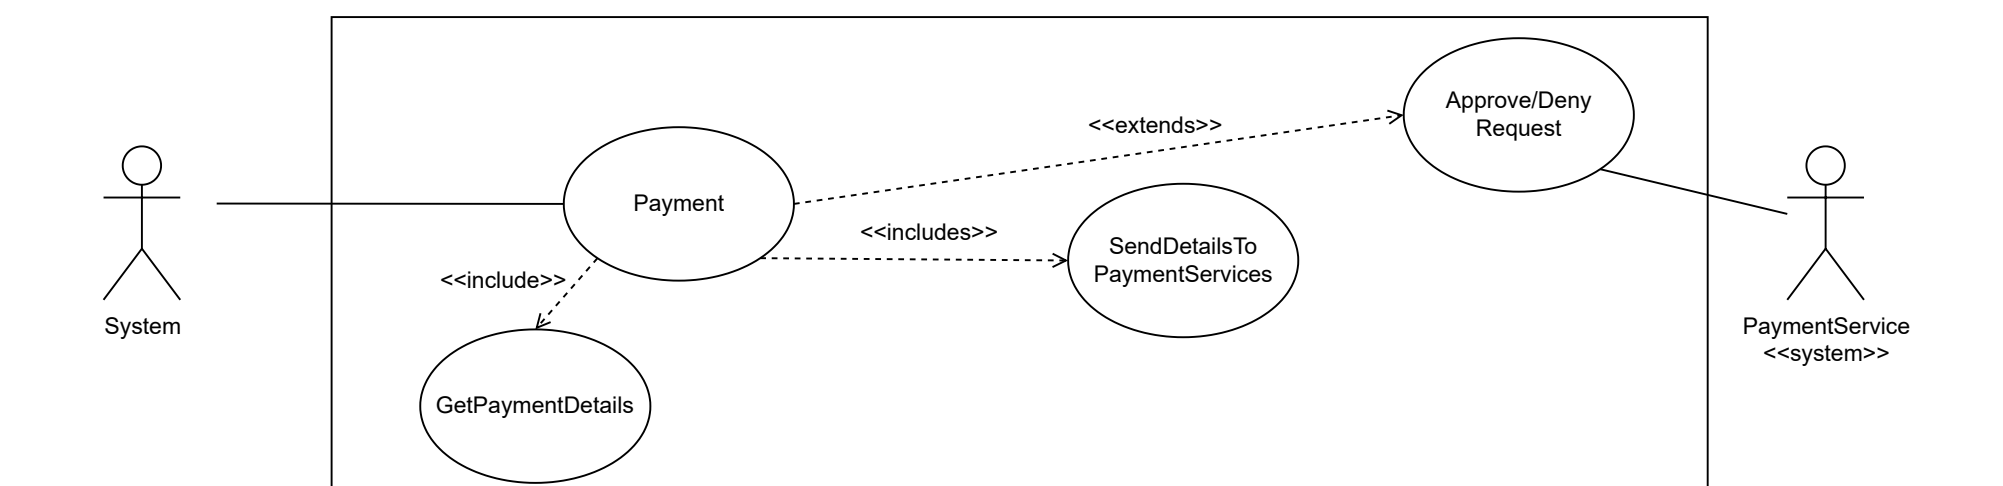 Approve/Deny
Request
<<extends>>
Payment
<<includes>>
SendDetailsTo
PaymentServices
<<include>>
System
PaymentService
<<system>>
GetPaymentDetails